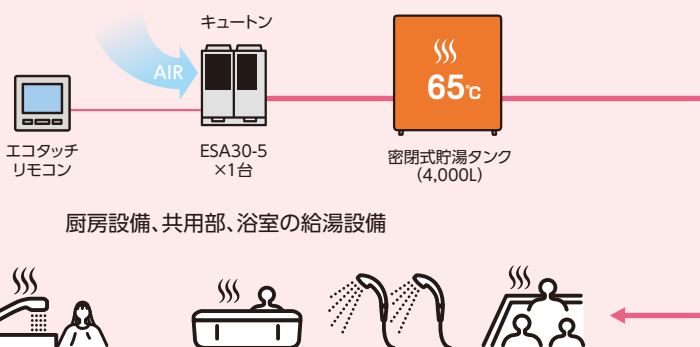 キュートン
AIR
65℃
エコタッチ
リモコン
ESA30-5
×1台
密閉式貯湯タンク
(4,000L)
厨房設備、共用部、浴室の給湯設備